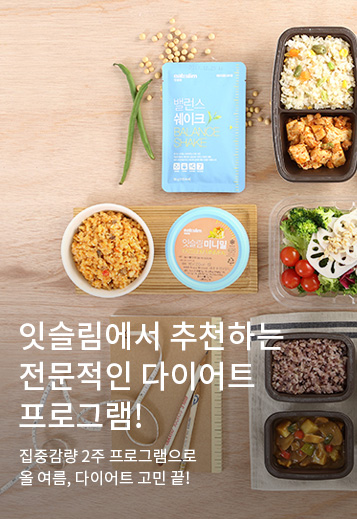 밸런스
쉐이크
BALANCE
SHAKE
잇슬림 미니밀
잇슬림에서 추천하는
전문적인 다이어트
프로그램!
집중감량 2주 프로그램으로
올 여름, 다이어트 고민 끝!